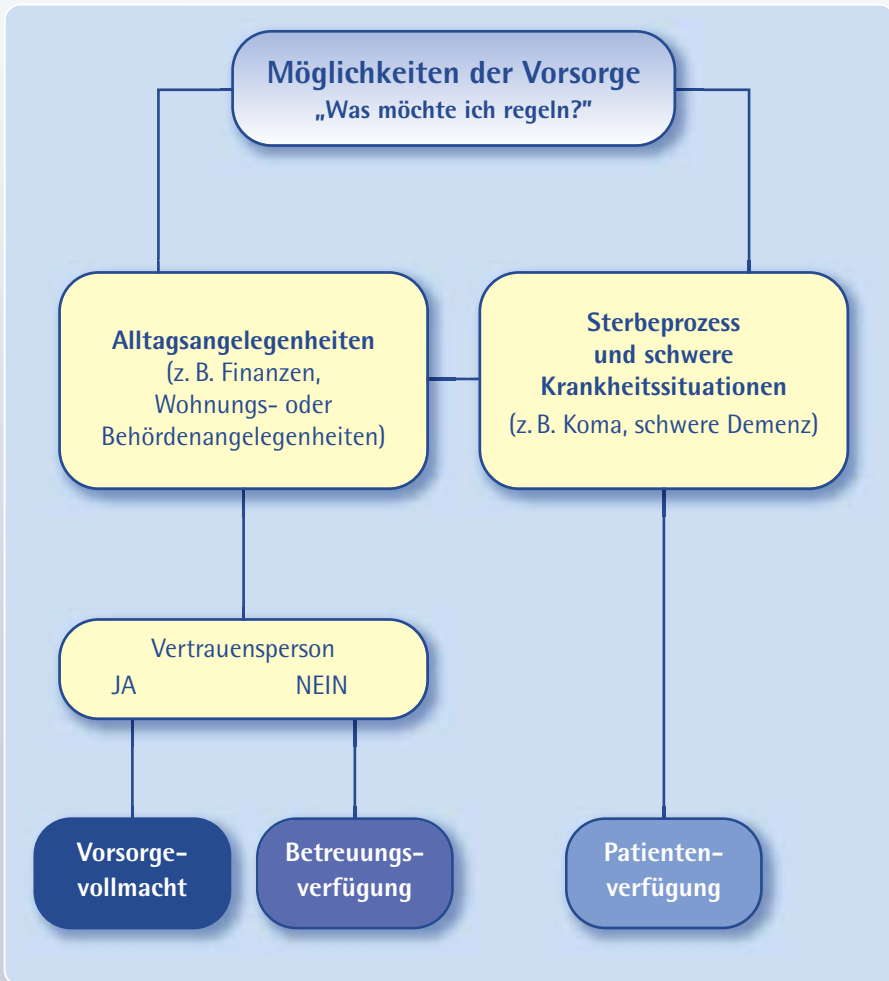 Möglichkeiten der Vorsorge
„Was möchte ich regeln?"
Alltagsangelegenheiten
(z. B. Finanzen,
Wohnungs- oder
Behördenangelegenheiten)
Sterbeprozess
und schwere
Krankheitssituationen
(z. B. Koma, schwere Demenz)
Vertrauensperson
JA NEIN
Vorsorge-
vollmacht
Betreuungs-
verfügung
Patienten-
verfügung